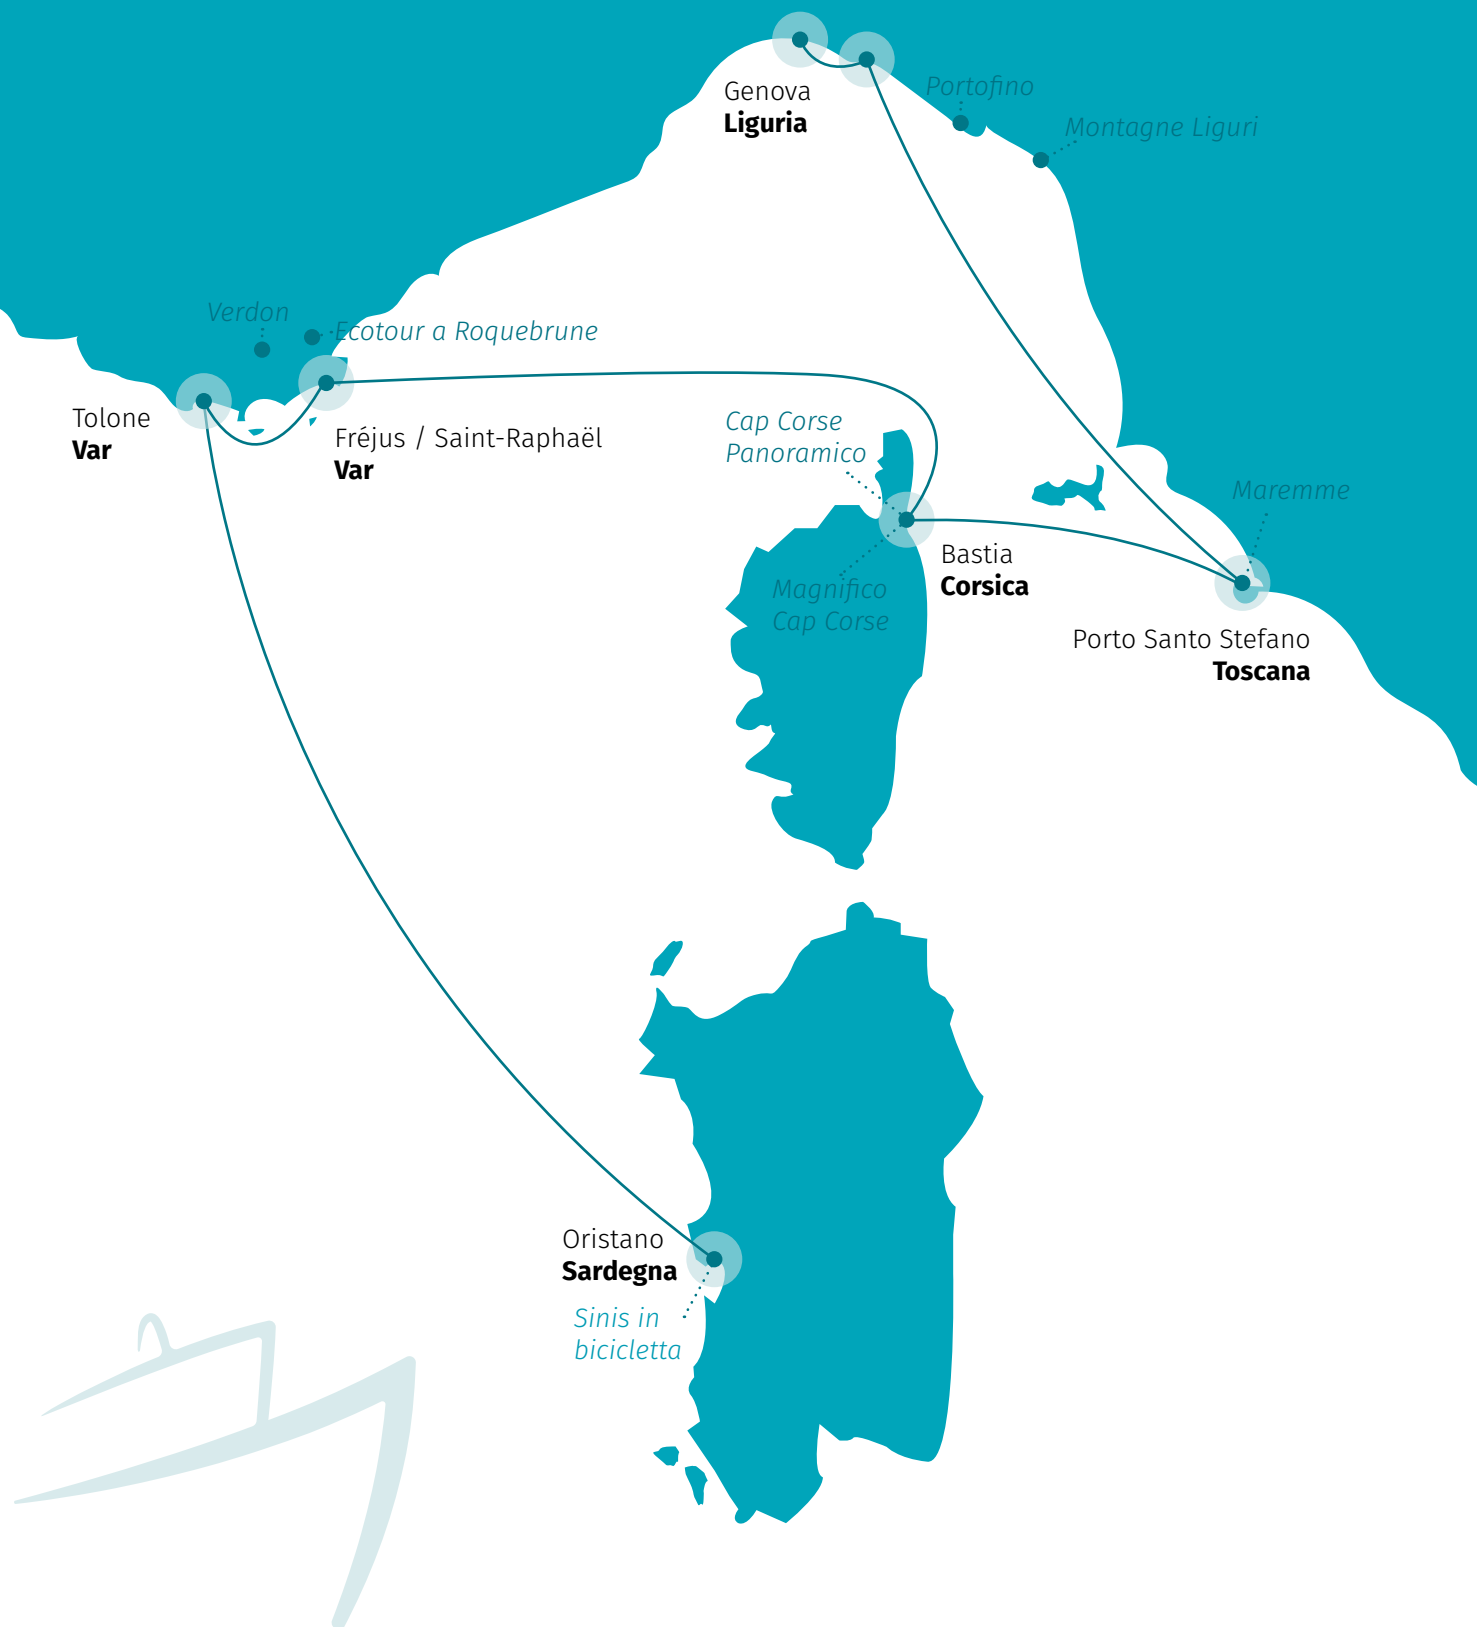 Genova
Liguria
Portofino
Montagne Liguri
Verdon
Ecotour a Roquebrune
Tolone
Var
Fréjus / Saint-Raphaël
Var
Cap Corse
Panoramico
Maremme
Bastia
Corsica
Magnifico
Cap Corse
Porto Santo Stefano
Toscana
Oristano
Sardegna
Sinis in
bicicletta